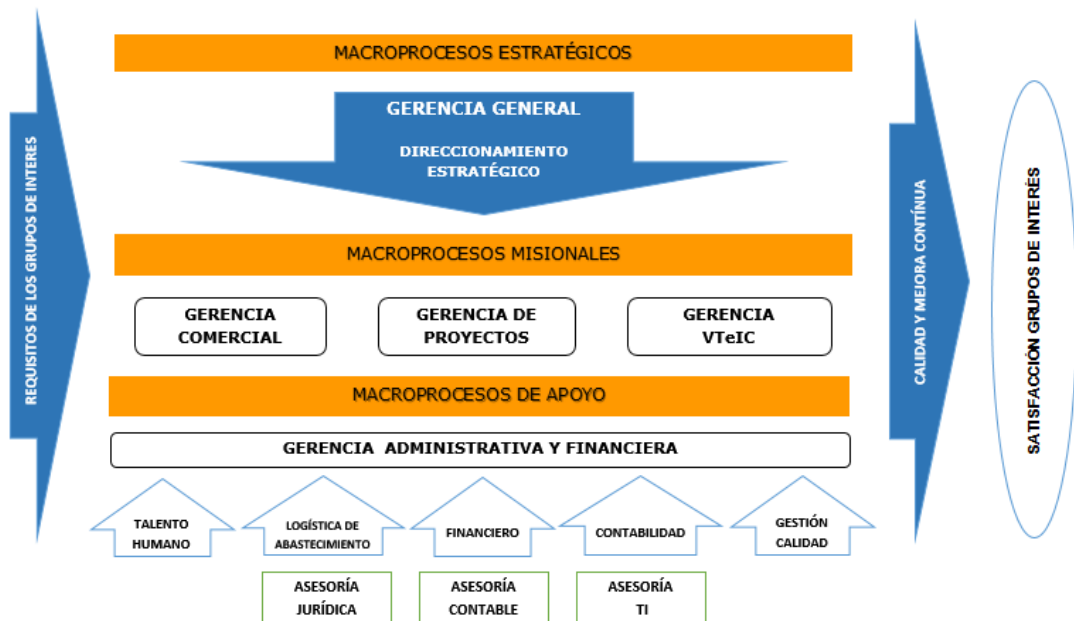 REQUISITOS DE LOS GRUPOS DE INTERES
MACROPROCESOS ESTRATÉGICOS
GERENCIA GENERAL
DIRECCIONAMIENTO
ESTRATÉGICO
MACROPROCESOS MISIONALES
GERENCIA
COMERCIAL
GERENCIA DE
PROYECTOS
GERENCIA
VTeIC
MACROPROCESOS DE APOYO
GERENCIA ADMINISTRATIVA Y FINANCIERA
TALENTO
HUMANO
LOGÍSTICA DE
ABASTECIMIENTO
FINANCIERO
CONTABILIDAD
GESTIÓN
CALIDAD
ASESORÍA
JURÍDICA
ASESORÍA
CONTABLE
ASESORÍA
TI
CALIDAD Y MEJORA CONTÍNUA
SATISFACCIÓN GRUPOS DE INTERÉS